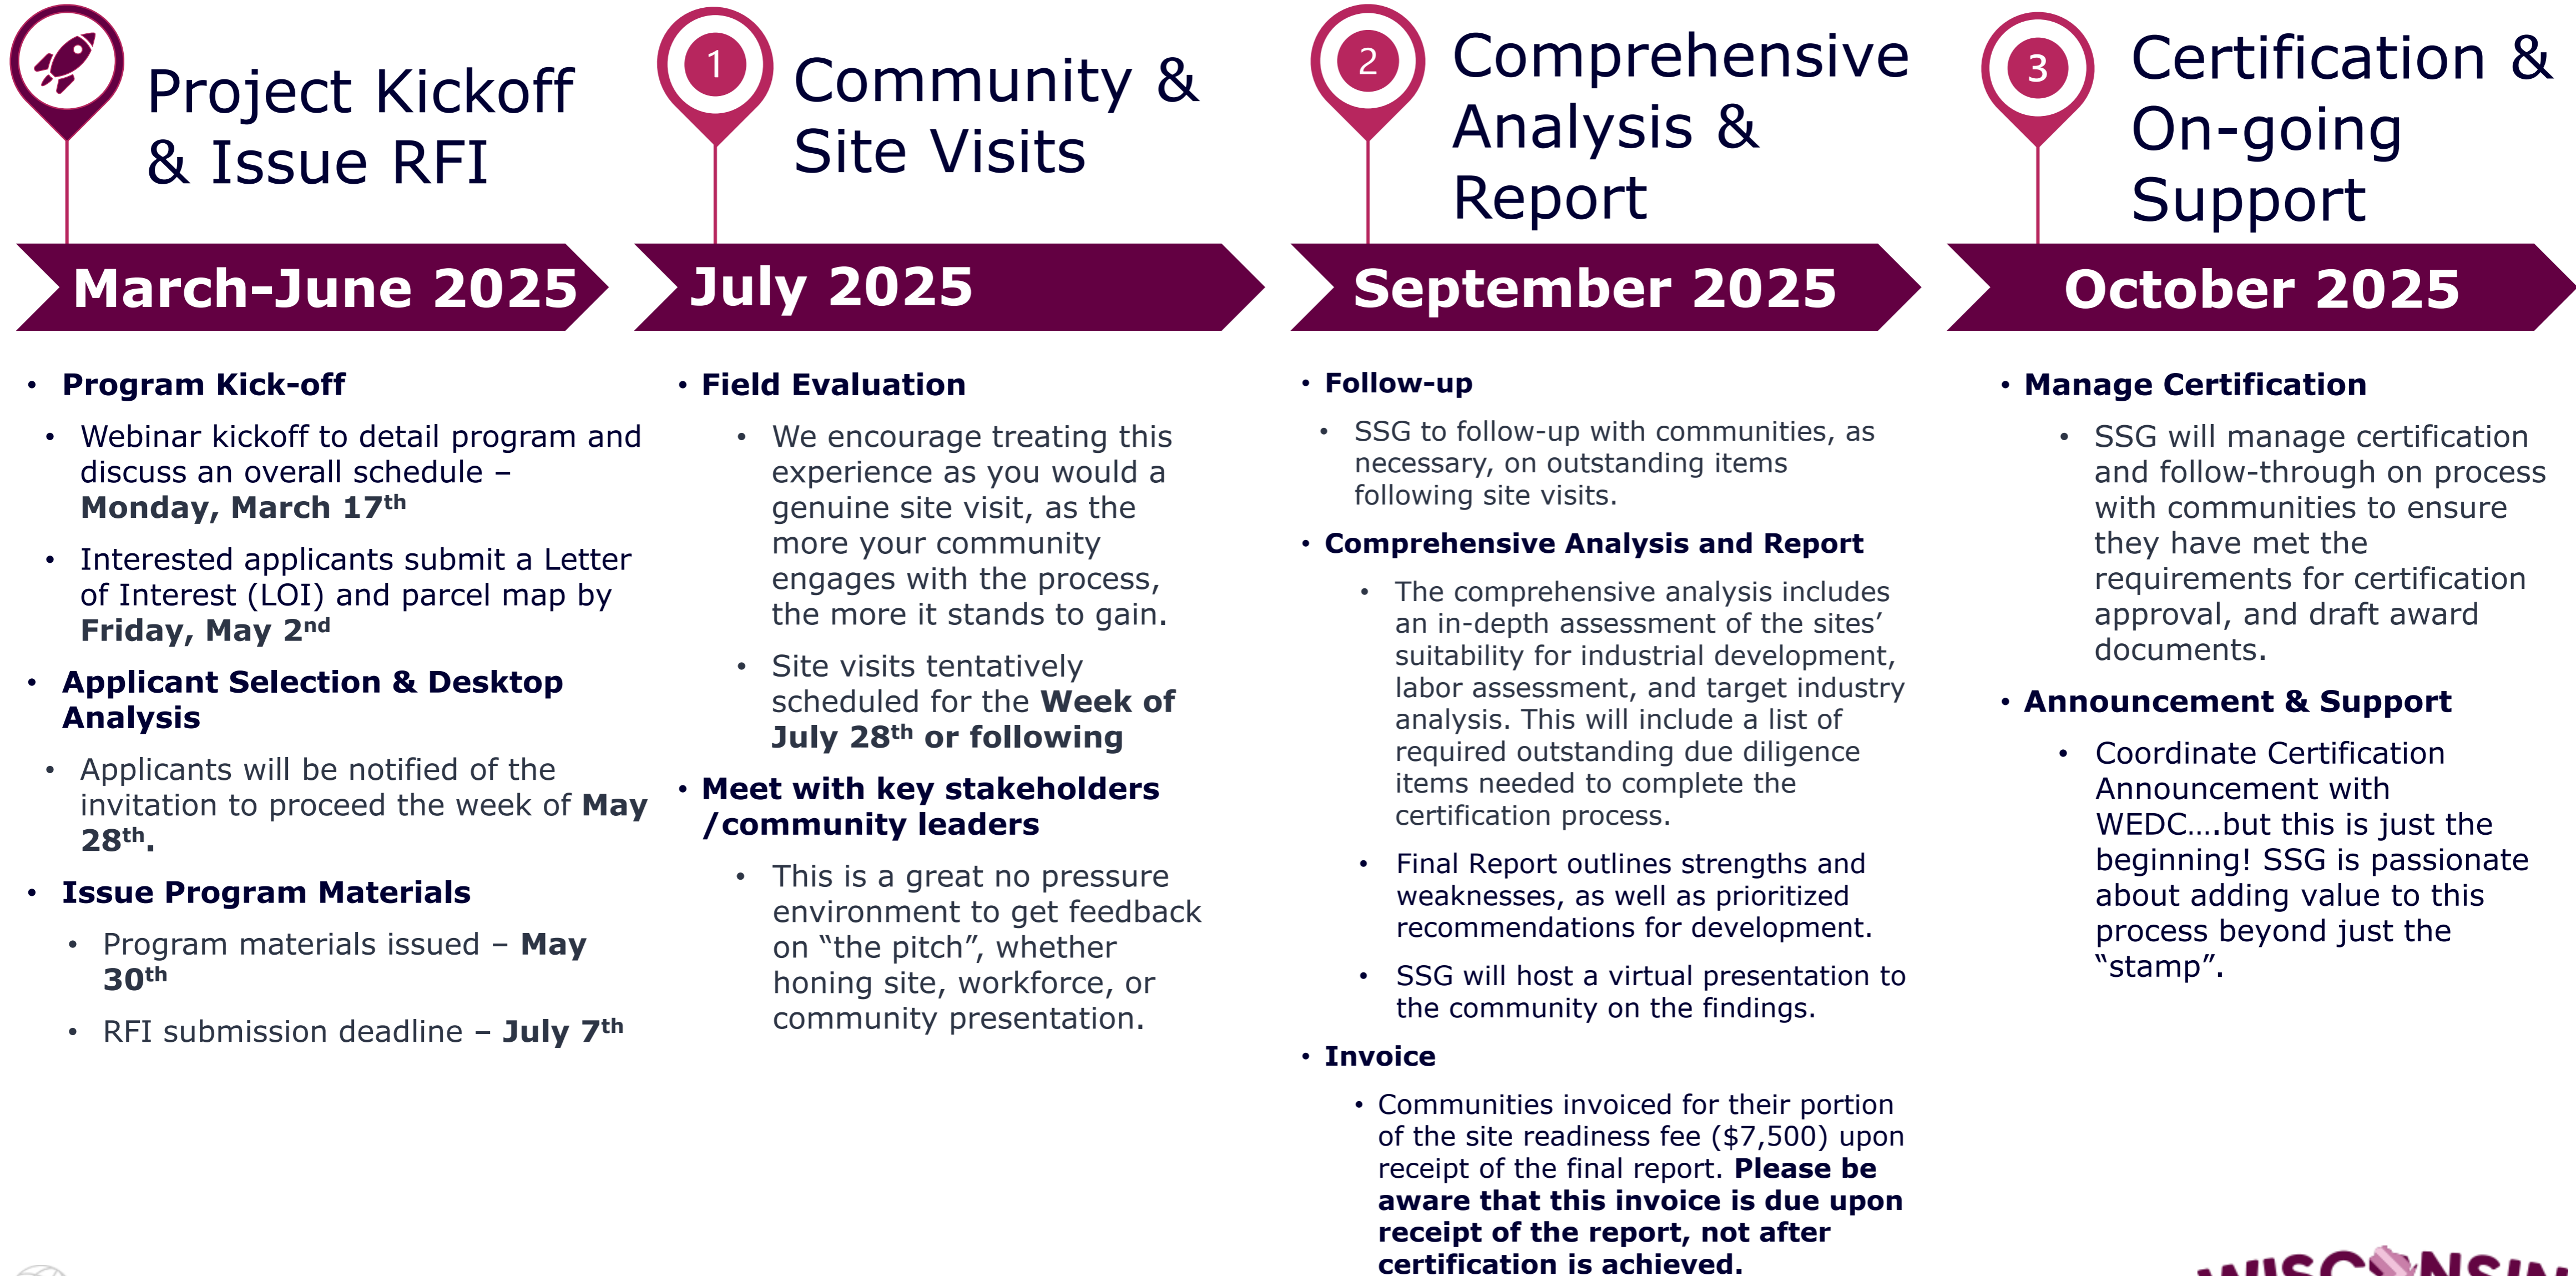 Project Kickoff
& Issue RFI
March-June 2025
• Program Kick-off
• Webinar kickoff to detail program and
discuss an overall schedule –
Monday, March 17th
• Interested applicants submit a Letter
of Interest (LOI) and parcel map by
Friday, May 2nd
• Applicant Selection & Desktop
Analysis
• Applicants will be notified of the
invitation to proceed the week of May
28th.
• Issue Program Materials
• Program materials issued – May
30th
• RFI submission deadline – July 7th
1
Community &
Site Visits
July 2025
• Field Evaluation
• We encourage treating this
experience as you would a
genuine site visit, as the
more your community
engages with the process,
the more it stands to gain.
• Site visits tentatively
scheduled for the Week of
July 28th or following
• Meet with key stakeholders
/community leaders
• This is a great no pressure
environment to get feedback
on “the pitch”, whether
honing site, workforce, or
community presentation.
2
Comprehensive
Analysis &
Report
September 2025
• Follow-up
• SSG to follow-up with communities, as
necessary, on outstanding items
following site visits.
• Comprehensive Analysis and Report
• The comprehensive analysis includes
an in-depth assessment of the sites’
suitability for industrial development,
labor assessment, and target industry
analysis. This will include a list of
required outstanding due diligence
items needed to complete the
certification process.
• Final Report outlines strengths and
weaknesses, as well as prioritized
recommendations for development.
• SSG will host a virtual presentation to
the community on the findings.
• Invoice
• Communities invoiced for their portion
of the site readiness fee ($7,500) upon
receipt of the final report. Please be
aware that this invoice is due upon
receipt of the report, not after
certification is achieved.
3
Certification &
On-going
Support
October 2025
• Manage Certification
• SSG will manage certification
and follow-through on process
with communities to ensure
they have met the
requirements for certification
approval, and draft award
documents.
• Announcement & Support
• Coordinate Certification
Announcement with
WEDC….but this is just the
beginning! SSG is passionate
about adding value to this
process beyond just the
“stamp”.
WISCONSIN